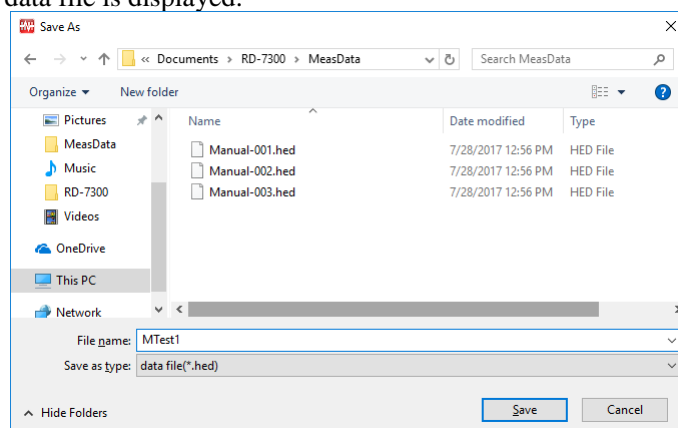 data file is displayed.
Save As
« Documents › RD-7300 › MeasData
Search MeasData
Organize
New folder
Name Date modified Type
Pictures
MeasData
Music
RD-7300
Videos
OneDrive
This PC
Network
Manual-001.hed 7/28/2017 12:56 PM HED File
Manual-002.hed 7/28/2017 12:56 PM HED File
Manual-003.hed 7/28/2017 12:56 PM HED File
File name: MTest1
Save as type: data file(*.hed)
Hide Folders
Save
Cancel